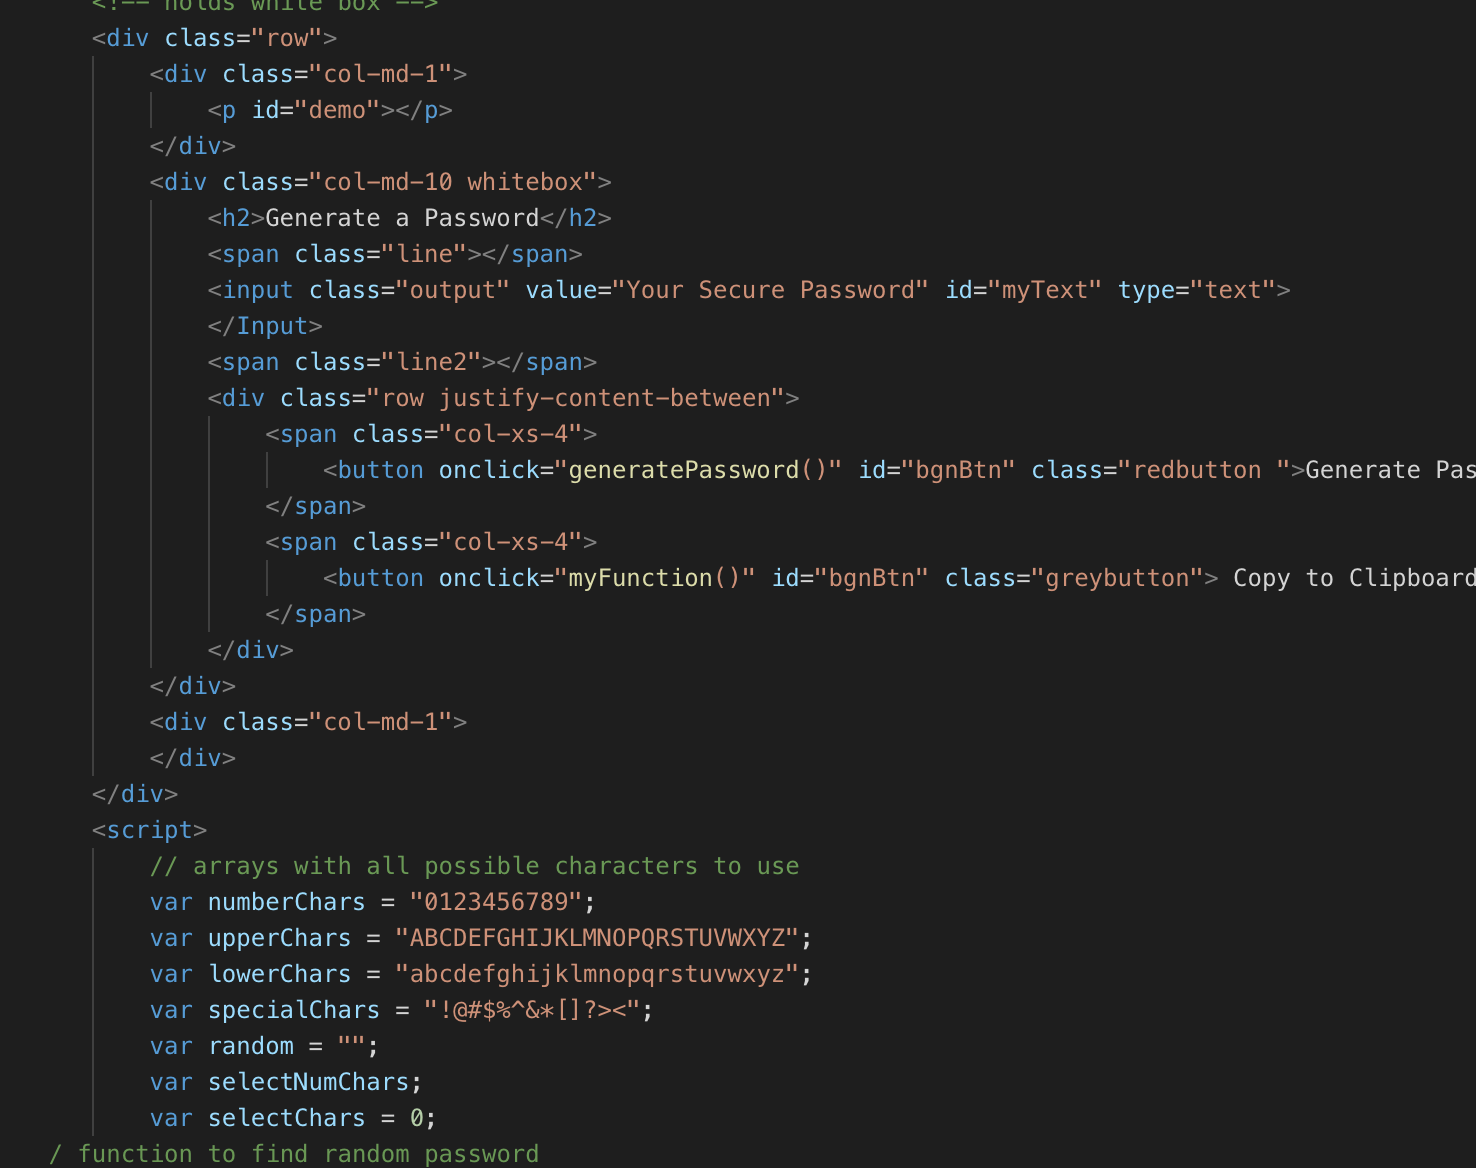 <!-- holds white box -->
<div class="row">
<div class="col-md-1">
<p id="demo"></p>
</div>
<div class="col-md-10 whitebox">
<h2>Generate a Password</h2>
<span class="line"></span>
<input class="output" value="Your Secure Password" id="myText" type="text">
</Input>
<span class="line2"></span>
<div class="row justify-content-between">
<span class="col-xs-4">
<button onclick="generatePassword()" id="bgnBtn" class="redbutton ">Generate Pas
</span>
<span class="col-xs-4">
<button onclick="myFunction()" id="bgnBtn" class="greybutton"> Copy to Clipboard
</span>
</div>
</div>
<div class="col-md-1">
</div>
</div>
<script>
// arrays with all possible characters to use
var numberChars = "0123456789";
var upperChars = "ABCDEFGHIJKLMNOPQRSTUVWXYZ";
var lowerChars = "abcdefghijklmnopqrstuvwxyz";
var specialChars = "!@#$%^&*[]?><";
var random = "";
var selectNumChars;
var selectChars = 0;
/ function to find random password